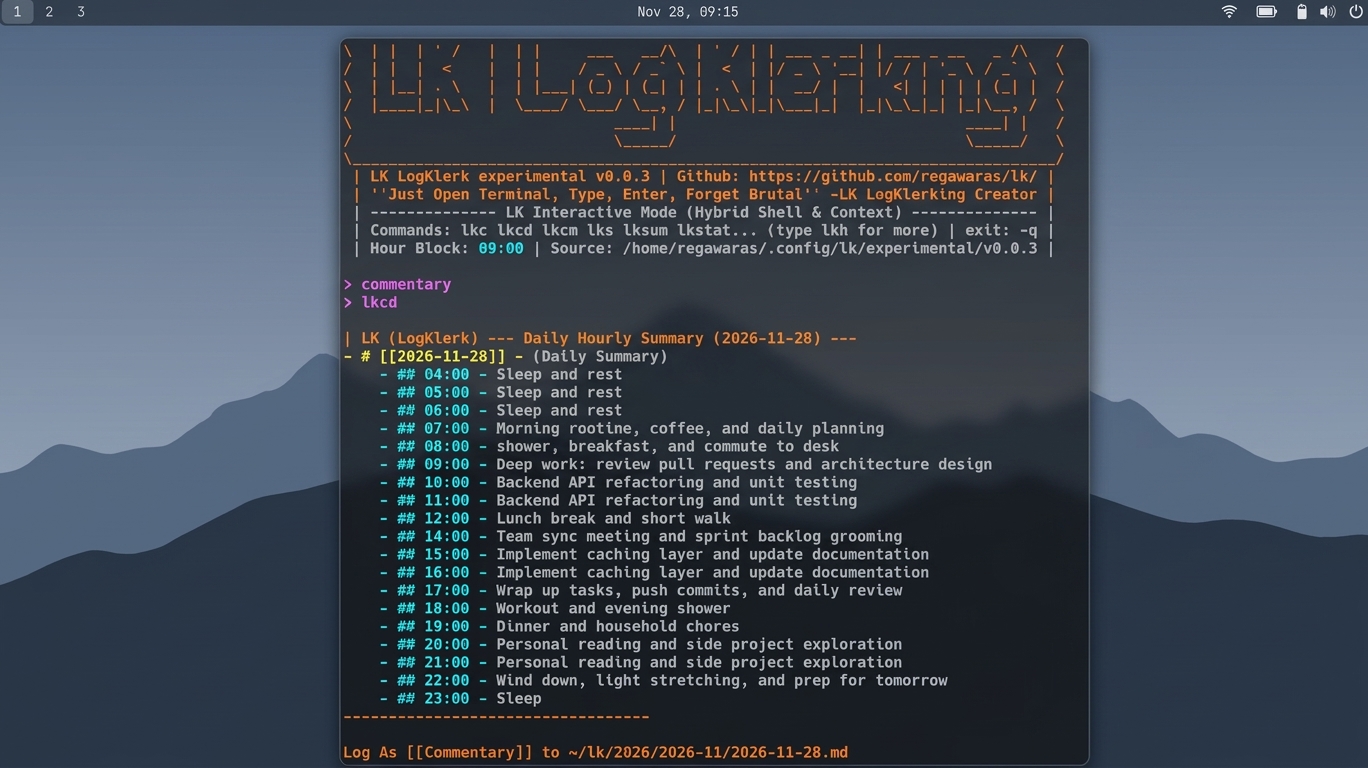 1 2 3
Nov 28, 09:15
LK LogKlerking
| LK LogKlerk experimental v0.0.3 | Github: https://github.com/regawaras/lk/ |
| ''Just Open Terminal, Type, Enter, Forget Brutal'' -LK LogKlerking Creator |
| -------------- LK Interactive Mode (Hybrid Shell & Context) -------------- |
| Commands: lkc lkcd lkcm lks lksum lkstat... (type lkh for more) | exit: -q |
| Hour Block: 09:00 | Source: /home/regawaras/.config/lk/experimental/v0.0.3 |
> commentary
> lkcd
| LK (LogKlerk) --- Daily Hourly Summary (2026-11-28) ---
- # [[2026-11-28]] - (Daily Summary)
- ## 04:00 - Sleep and rest
- ## 05:00 - Sleep and rest
- ## 06:00 - Sleep and rest
- ## 07:00 - Morning rootine, coffee, and daily planning
- ## 08:00 - shower, breakfast, and commute to desk
- ## 09:00 - Deep work: review pull requests and architecture design
- ## 10:00 - Backend API refactoring and unit testing
- ## 11:00 - Backend API refactoring and unit testing
- ## 12:00 - Lunch break and short walk
- ## 14:00 - Team sync meeting and sprint backlog grooming
- ## 15:00 - Implement caching layer and update documentation
- ## 16:00 - Implement caching layer and update documentation
- ## 17:00 - Wrap up tasks, push commits, and daily review
- ## 18:00 - Workout and evening shower
- ## 19:00 - Dinner and household chores
- ## 20:00 - Personal reading and side project exploration
- ## 21:00 - Personal reading and side project exploration
- ## 22:00 - Wind down, light stretching, and prep for tomorrow
- ## 23:00 - Sleep
----------------------------------
Log As [[Commentary]] to ~/lk/2026/2026-11/2026-11-28.md